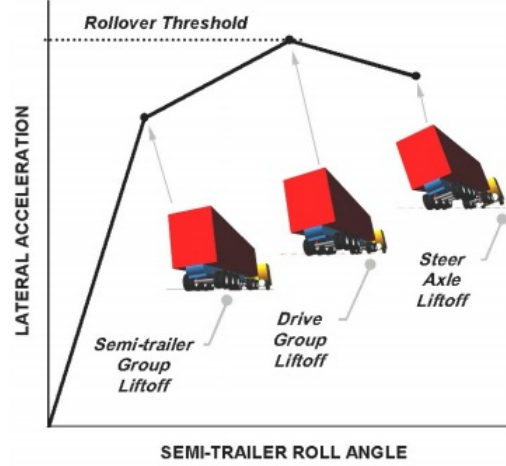 Rollover Threshold
LATERAL ACCELERATION
Semi-trailer
Group
Liftoff
Drive
Group
Liftoff
Steer
Axle
Liftoff
SEMI-TRAILER ROLL ANGLE